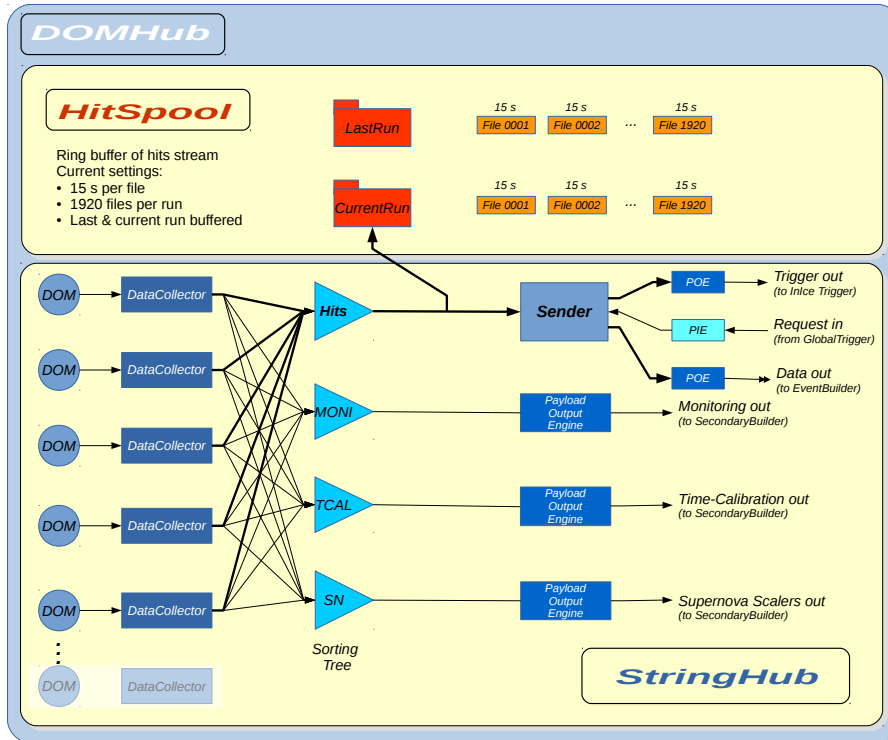 DOMHub
HitSpool
Ring buffer of hits stream
Current settings:
• 15 s per file
• 1920 files per run
• Last & current run buffered
LastRun
15 s
15 s
15 s
File 0001
File 0002
...
File 1920
CurrentRun
15 s
15 s
15 s
File 0001
File 0002
...
File 1920
DOM
DataCollector
DOM
DataCollector
DOM
DataCollector
DOM
DataCollector
DOM
DataCollector
DOM
DataCollector
Hits
MONI
TCAL
SN
Sorting
Tree
Sender
POE
PIE
POE
Trigger out
(to InIce Trigger)
Request in
(from GlobalTrigger)
Data out
(to EventBuilder)
Payload
Output
Engine
Monitoring out
(to SecondaryBuilder)
Payload
Output
Engine
Time-Calibration out
(to SecondaryBuilder)
Payload
Output
Engine
Supernova Scalers out
(to SecondaryBuilder)
StringHub